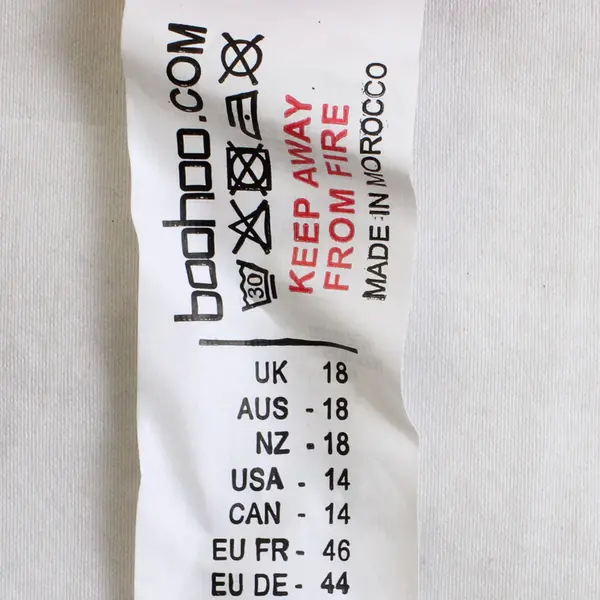 boohoo.COM
30
KEEP AWAY
FROM FIRE
MADE IN MOROCCO
UK 18
AUS - 18
NZ - 18
USA - 14
CAN - 14
EU FR - 46
EU DE - 44